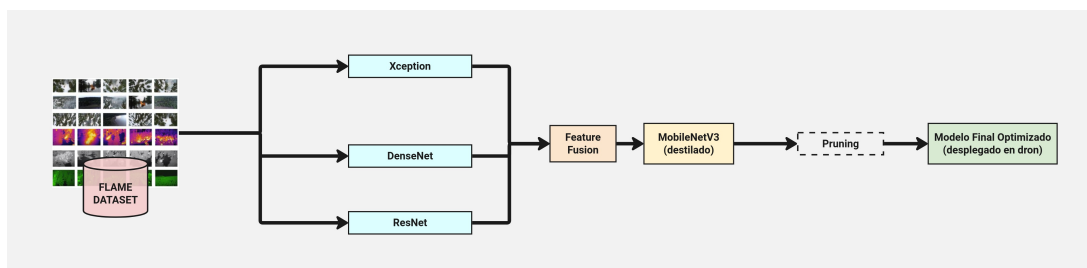 FLAME
DATASET
Xception
DenseNet
ResNet
Feature
Fusion
MobileNetV3
(destilado)
Pruning
Modelo Final Optimizado
(desplegado en dron)